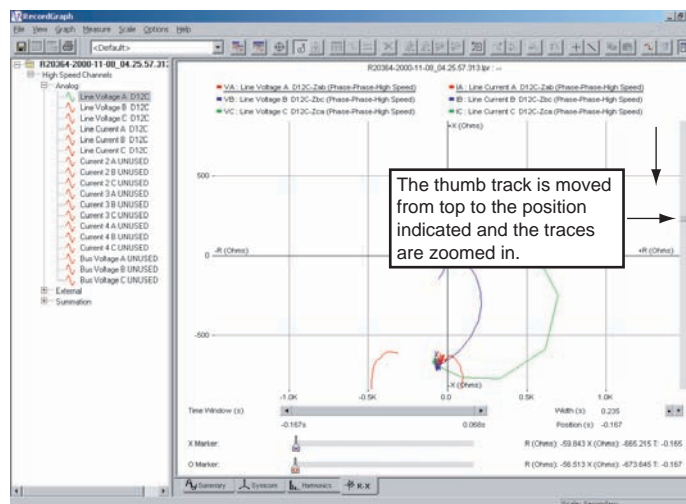 RecordGraph
File View Graph Measure Scale Options Help
<Default>
R20364-2000-11-00_04.25.57.31
High Speed Channels
Analog
Line Voltage A D12C
Line Voltage B D12C
Line Voltage C D12C
Line Current A D12C
Line Current B D12C
Line Current C D12C
Current 2 A UNUSED
Current 2 B UNUSED
Current 2 C UNUSED
Current 3 A UNUSED
Current 3 B UNUSED
Current 3 C UNUSED
Current 4 A UNUSED
Current 4 B UNUSED
Current 4 C UNUSED
Bus Voltage A UNUSED
Bus Voltage B UNUSED
Bus Voltage C UNUSED
External
Summation
R20364-2000-11-00_04.25.57.313.lpr : --
VA : Line Voltage A D12C-Zab (Phase-Phase-High Speed)
IA : Line Current A D12C-Zab (Phase-Phase-High Speed)
VB : Line Voltage B D12C-Zbc (Phase-Phase-High Speed)
IB : Line Current B D12C-Zbc (Phase-Phase-High Speed)
VC : Line Voltage C D12C-Zca (Phase-Phase-High Speed)
IC : Line Current C D12C-Zca (Phase-Phase-High Speed)
+X (Ohms)
500
The thumb track is moved
from top to the position
indicated and the traces
are zoomed in.
-R (Ohms)
+R (Ohms)
0
-500
-X (Ohms)
-1.0K -0.5K 0.0 0.5K 1.0K
Time Window (s)
Width (s) 0.235
-0.167s 0.068s
Position (s) -0.167
X Marker:
R (Ohms): -59.843 X (Ohms): -665.215 T: -0.165
O Marker:
R (Ohms): -56.513 X (Ohms): -673.645 T: -0.167
Summary Harmonics R-X